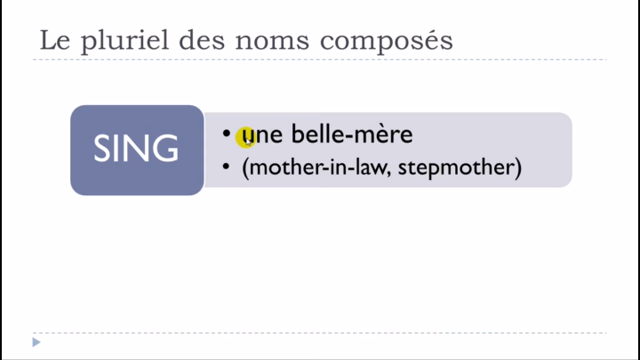 Le pluriel des noms composés
SING
une belle-mère
(mother-in-law, stepmother)